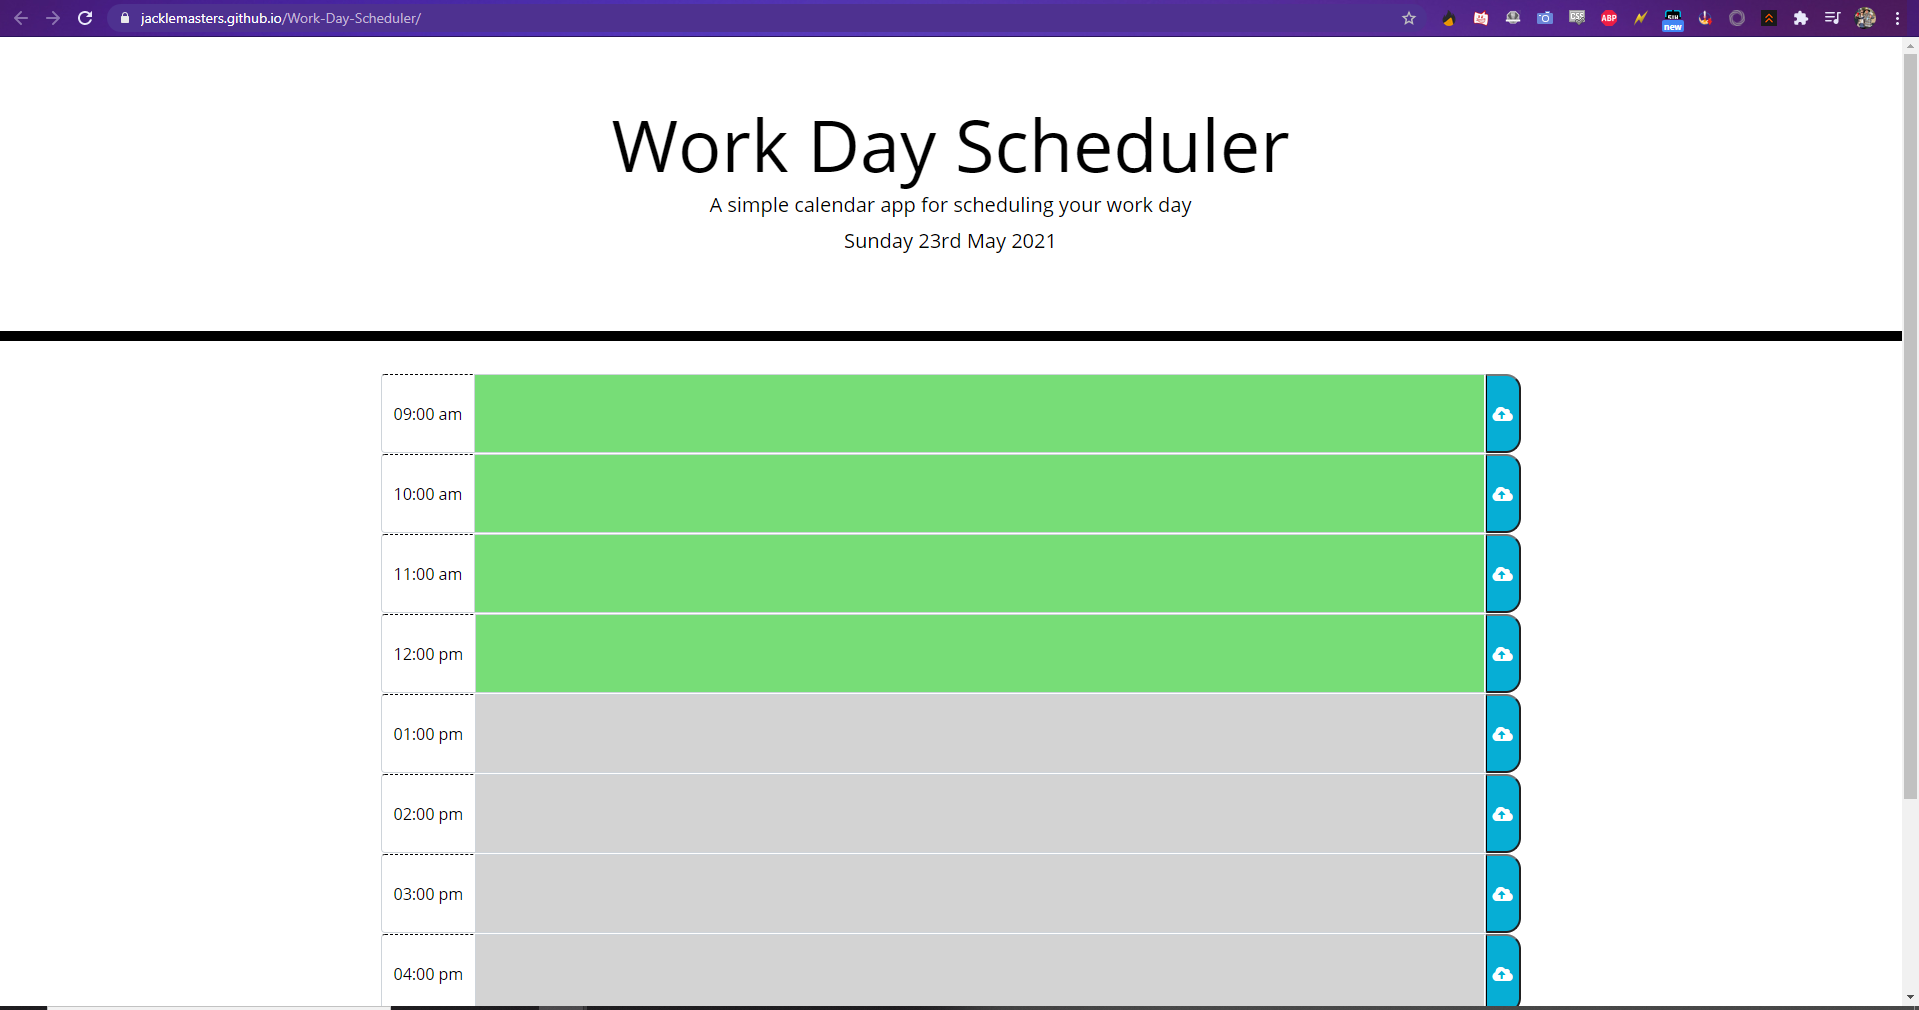 jacklemasters.github.io/Work-Day-Scheduler/
GSE
ABP
new
Work Day Scheduler
A simple calendar app for scheduling your work day
Sunday 23rd May 2021
09:00 am
10:00 am
11:00 am
12:00 pm
01:00 pm
02:00 pm
03:00 pm
04:00 pm